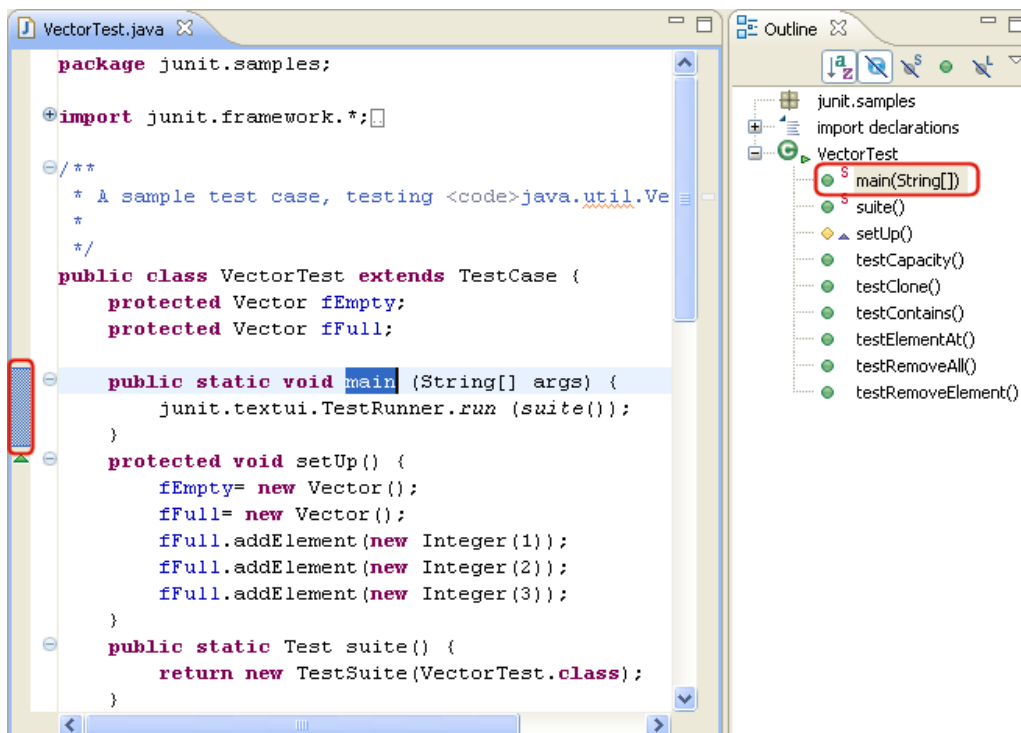 VectorTest.java
package junit.samples;
import junit.framework.*;
/**
* A sample test case, testing <code>java.util.Ve
*
*/
public class VectorTest extends TestCase {
protected Vector fEmpty;
protected Vector fFull;
public static void main (String[] args) {
junit.textui.TestRunner.run (suite());
}
protected void setUp() {
fEmpty= new Vector();
fFull= new Vector();
fFull.addElement(new Integer(1));
fFull.addElement(new Integer(2));
fFull.addElement(new Integer(3));
}
public static Test suite() {
return new TestSuite(VectorTest.class);
}
Outline
junit.samples
import declarations
VectorTest
main(String[])
suite()
setUp()
testCapacity()
testClone()
testContains()
testElementAt()
testRemoveAll()
testRemoveElement()